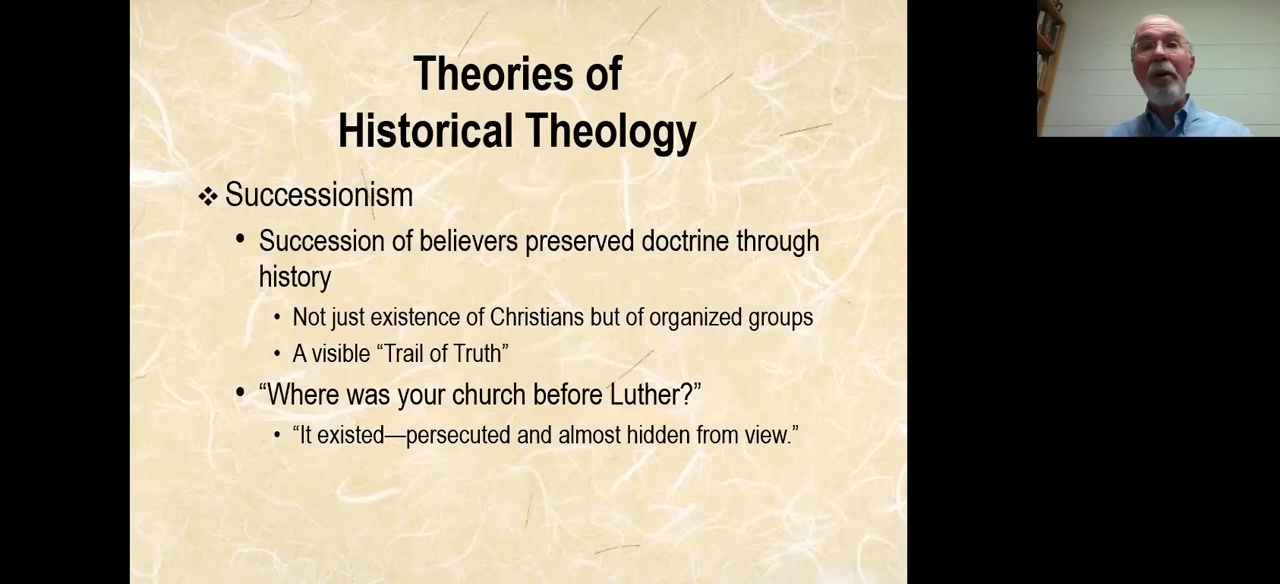 Theories of
Historical Theology
❖ Successionism
• Succession of believers preserved doctrine through
history
• Not just existence of Christians but of organized groups
• A visible “Trail of Truth”
• “Where was your church before Luther?”
• “It existed—persecuted and almost hidden from view.”